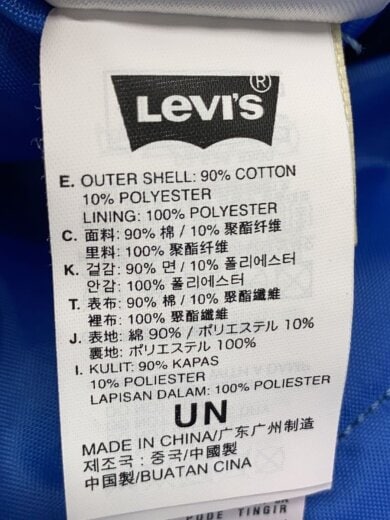 LEVI'S®
E. OUTER SHELL: 90% COTTON
10% POLYESTER
LINING: 100% POLYESTER
C. 面料: 90% 棉 / 10% 聚酯纤维
里料: 100% 聚酯纤维
K. 겉감: 90% 면 / 10% 폴리에스터
안감: 100% 폴리에스터
T. 表布: 90% 棉 / 10% 聚酯纖維
裡布: 100% 聚酯纖維
J. 表地: 綿 90% / ポリエステル 10%
裏地: ポリエステル 100%
I. KULIT: 90% KAPAS
10% POLIESTER
LAPISAN DALAM: 100% POLIESTER
UN
MADE IN CHINA/广东广州制造
제조국 : 중국/中國製
中国製/BUATAN CINA
PUDE TINGIR